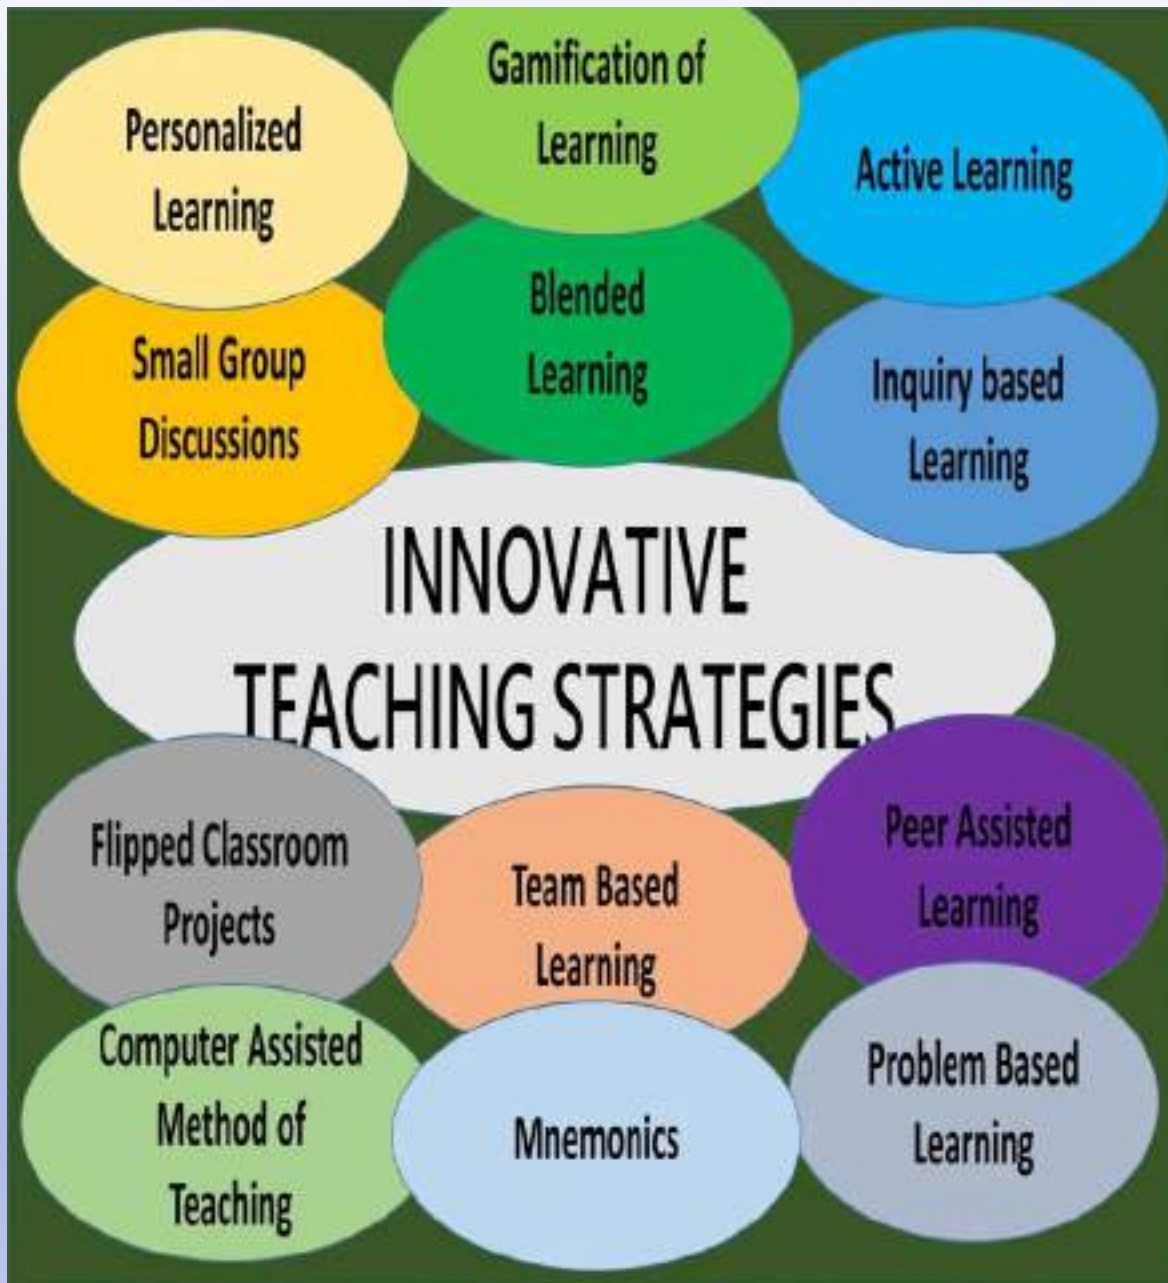 Personalized
Learning
Gamification of
Learning
Active Learning
Small Group
Discussions
Blended
Learning
Inquiry based
Learning
INNOVATIVE
TEACHING STRATEGIES
Flipped Classroom
Projects
Team Based
Learning
Peer Assisted
Learning
Computer Assisted
Method of
Teaching
Mnemonics
Problem Based
Learning